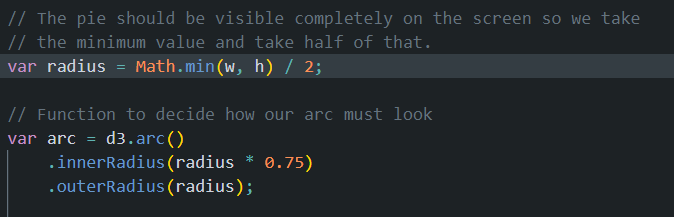 // The pie should be visible completely on the screen so we take
// the minimum value and take half of that.
var radius = Math.min(w, h) / 2;
// Function to decide how our arc must look
var arc = d3.arc()
.innerRadius(radius * 0.75)
.outerRadius(radius);